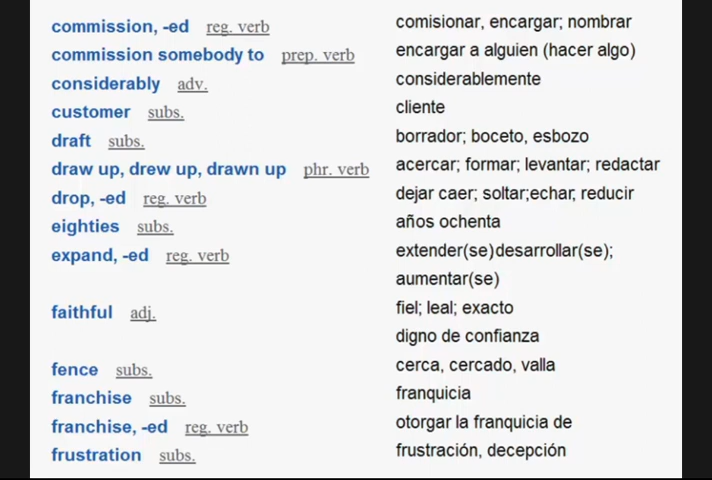 commission, -ed reg. verb comisionar, encargar; nombrar
commission somebody to prep. verb encargar a alguien (hacer algo)
considerably adv. considerablemente
customer subs. cliente
draft subs. borrador; boceto, esbozo
draw up, drew up, drawn up phr. verb acercar; formar; levantar; redactar
drop, -ed reg. verb dejar caer; soltar;echar, reducir
eighties subs. años ochenta
expand, -ed reg. verb extender(se)desarrollar(se);
aumentar(se)
faithful adj. fiel; leal; exacto
digno de confianza
fence subs. cerca, cercado, valla
franchise subs. franquicia
franchise, -ed reg. verb otorgar la franquicia de
frustration subs. frustración, decepción